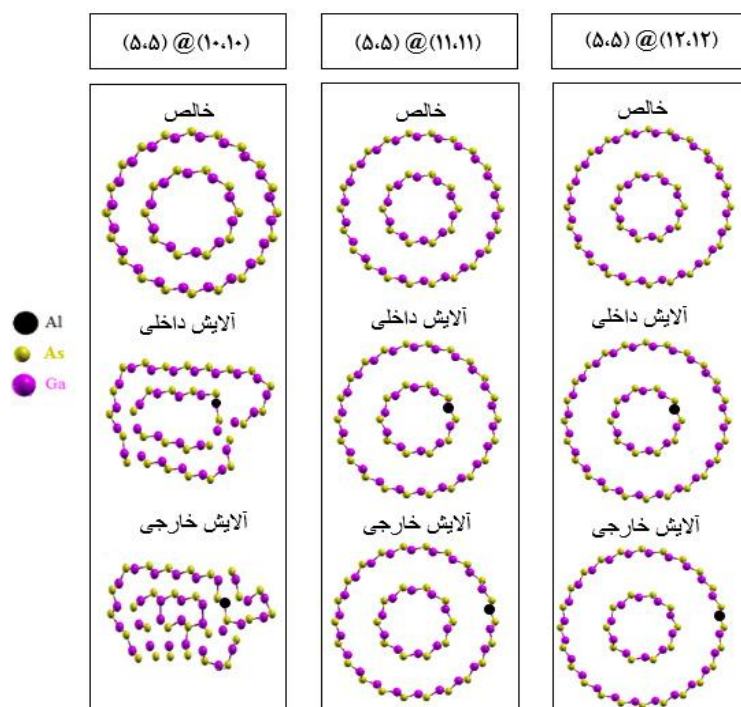 (۵،۵) @(۱۰،۱۰)
(۵،۵) @(۱۱،۱۱)
(۵،۵) @(۱۲،۱۲)
خالص
خالص
خالص
آلایش داخلی
آلایش داخلی
آلایش داخلی
Al
As
Ga
آلایش خارجی
آلایش خارجی
آلایش خارجی